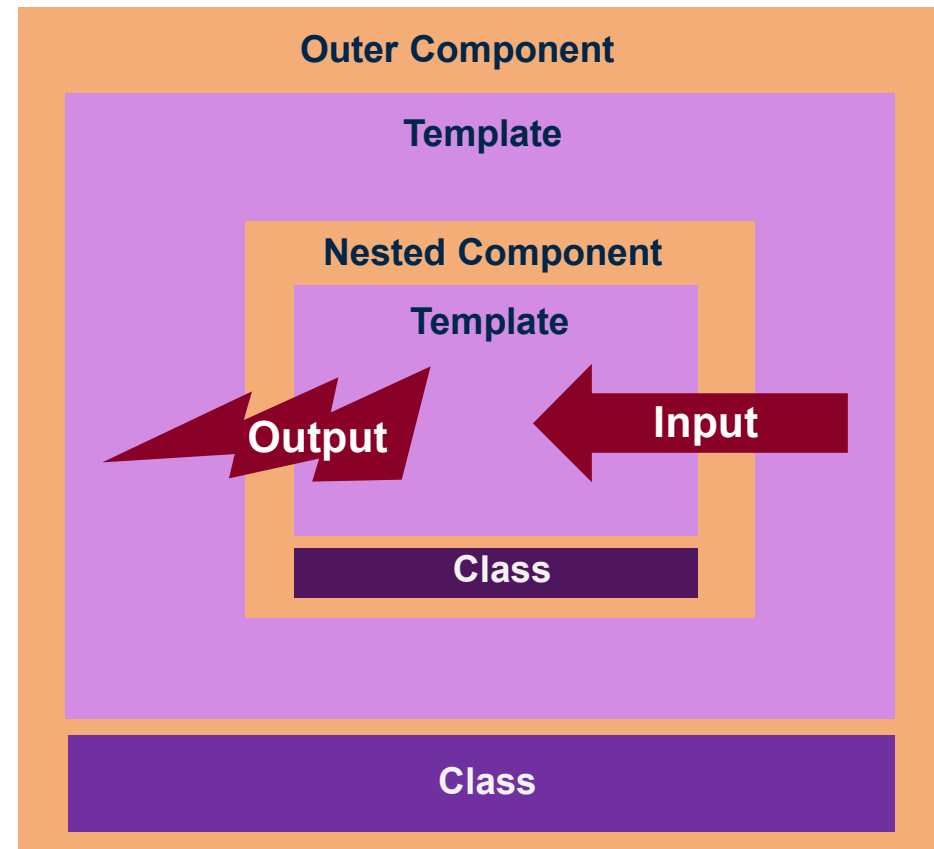 Outer Component
Template
Nested Component
Template
Output
Input
Class
Class